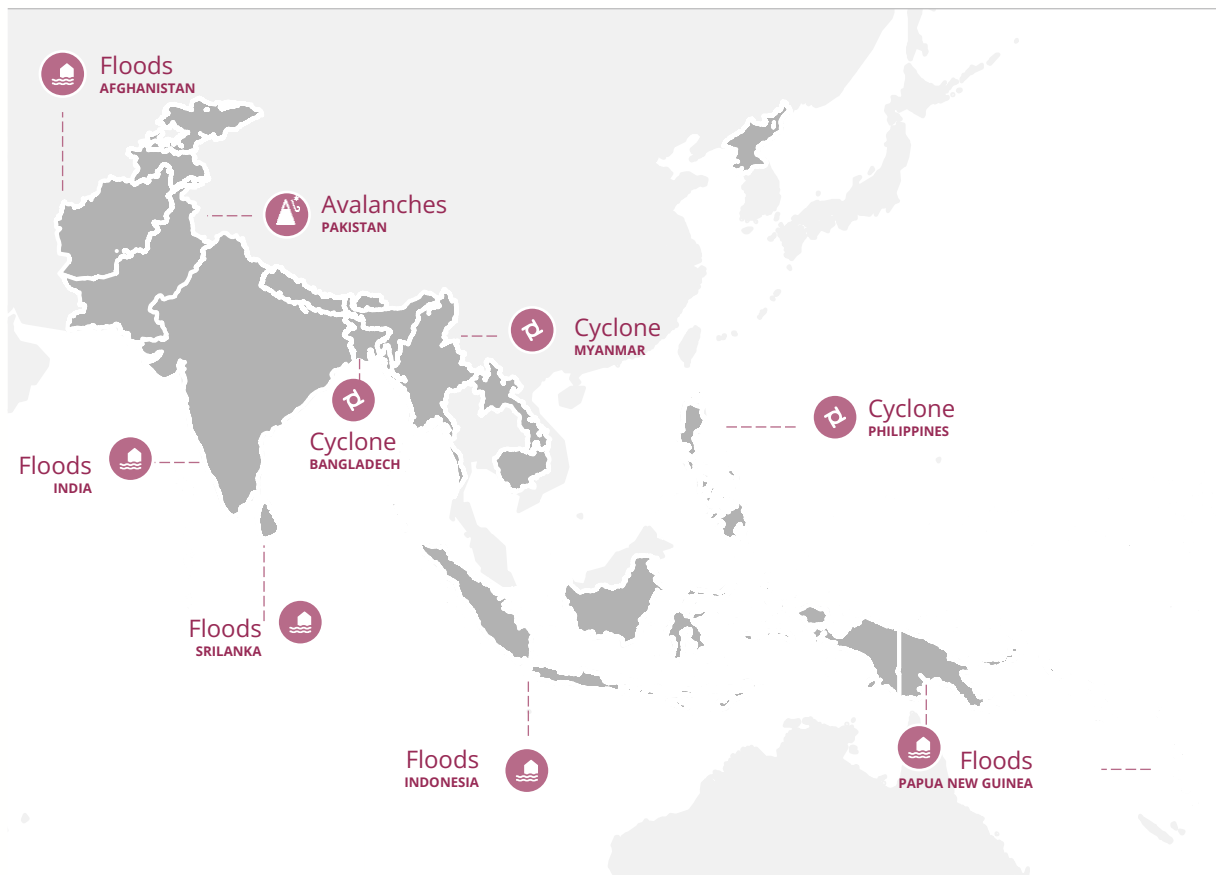 Floods
AFGHANISTAN
Avalanches
PAKISTAN
Cyclone
MYANMAR
Cyclone
PHILIPPINES
Cyclone
BANGLADECH
Floods
INDIA
Floods
SRILANKA
Floods
INDONESIA
Floods
PAPUA NEW GUINEA